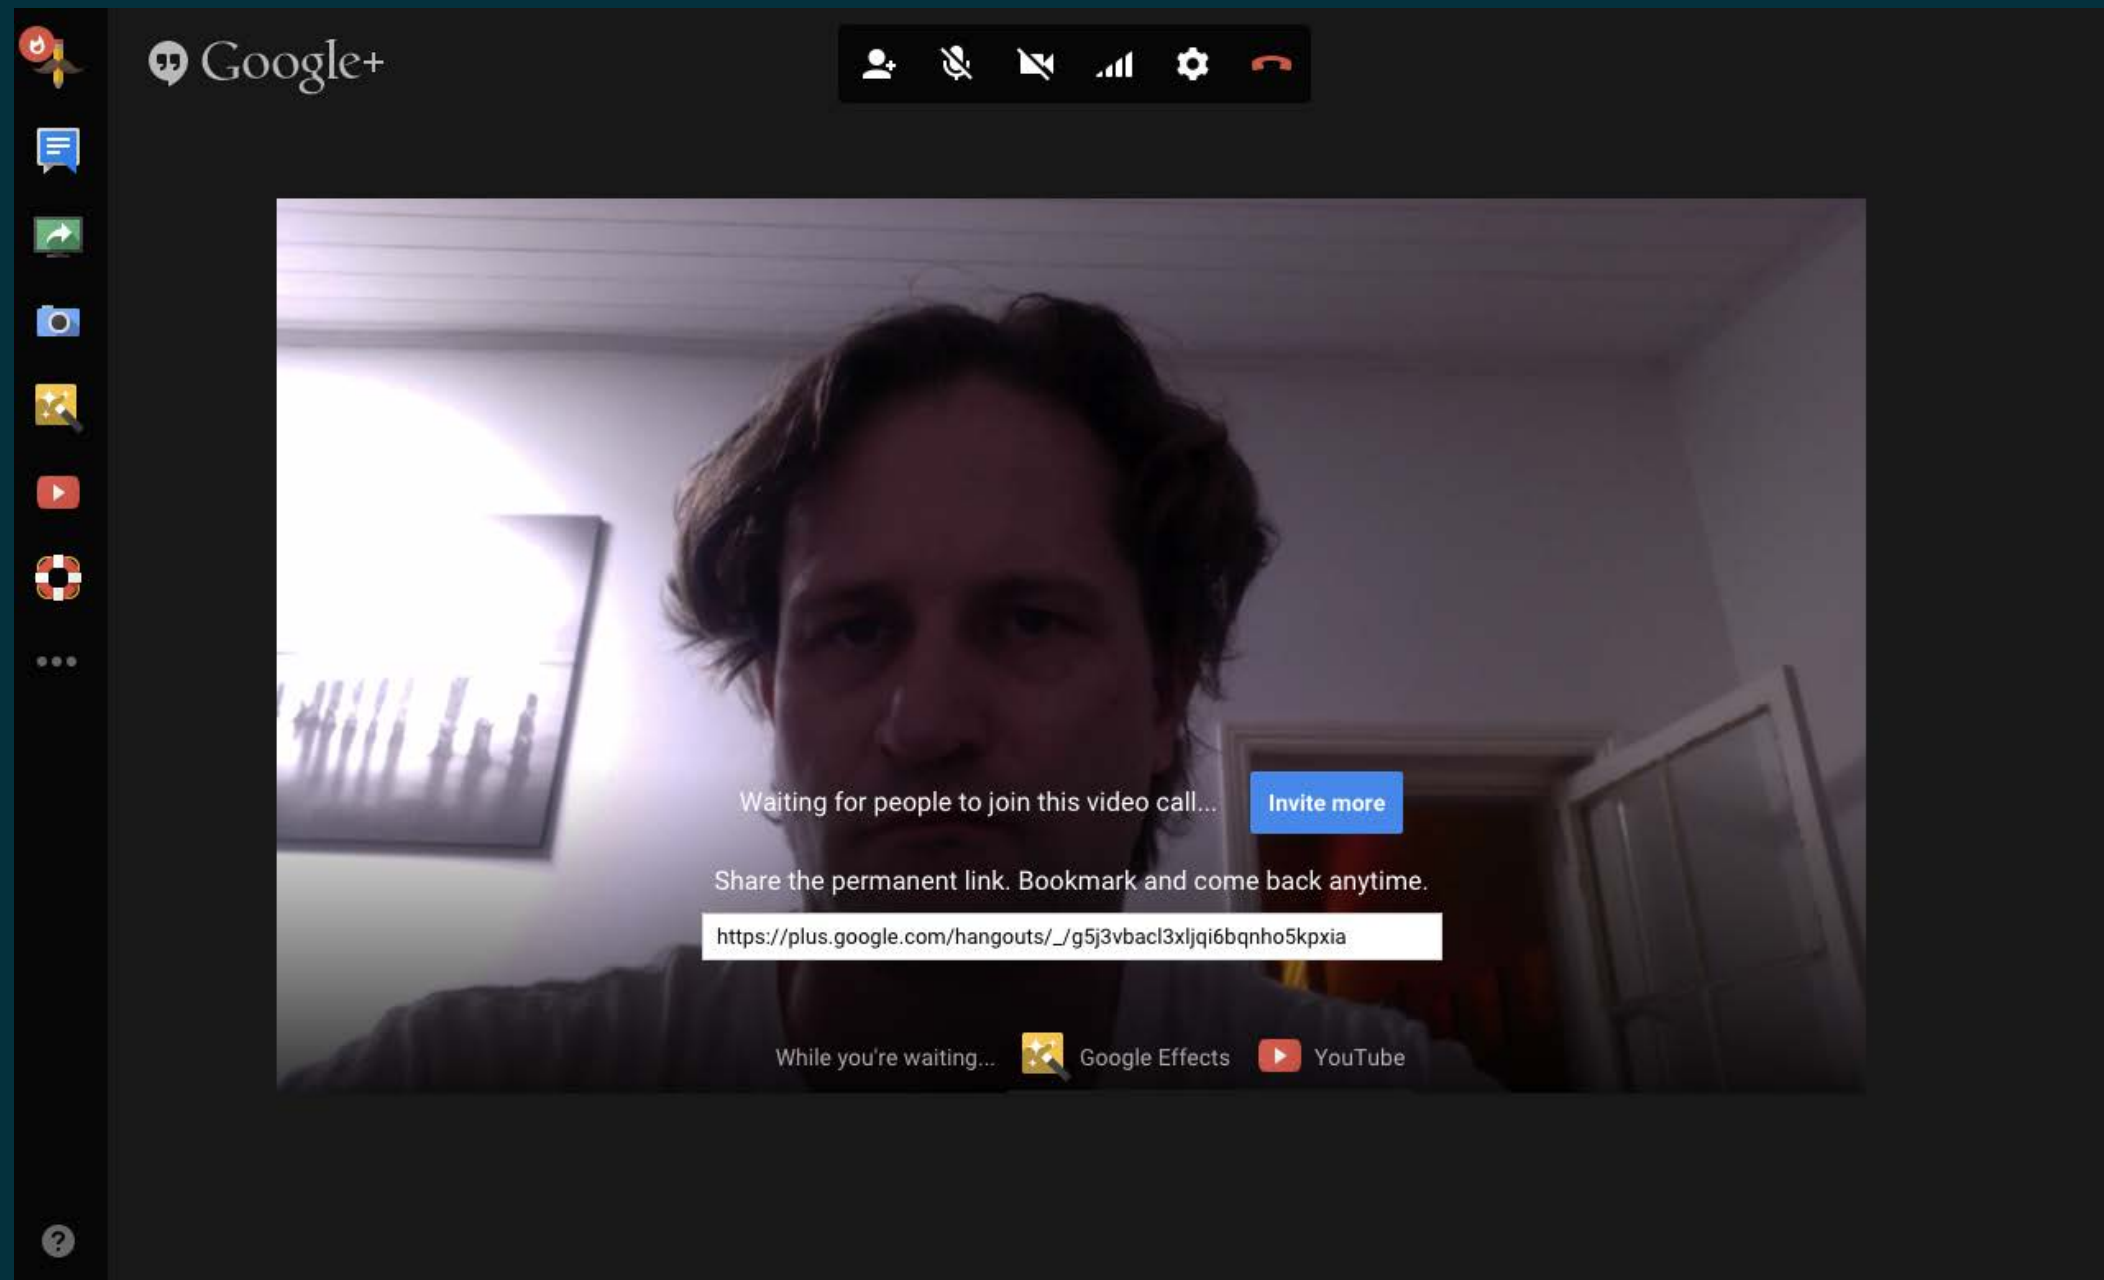 Google+
Waiting for people to join this video call...
Invite more
Share the permanent link. Bookmark and come back anytime.
https://plus.google.com/hangouts/_/g5j3vbacl3xljqi6bqnho5kpxia
While you're waiting... Google Effects YouTube